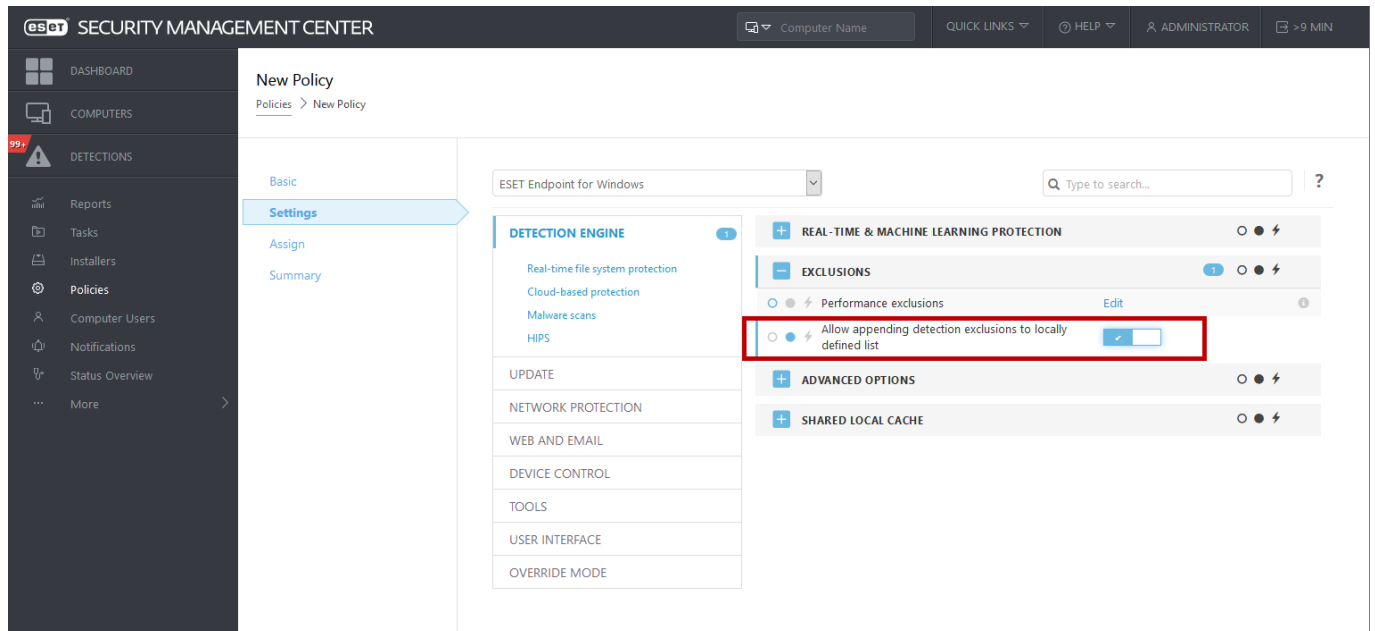 eset SECURITY MANAGEMENT CENTER
Computer Name
QUICK LINKS
HELP
ADMINISTRATOR
>9 MIN
DASHBOARD
COMPUTERS
99+
DETECTIONS
Reports
Tasks
Installers
Policies
Computer Users
Notifications
Status Overview
More
New Policy
Policies > New Policy
Basic
Settings
Assign
Summary
ESET Endpoint for Windows
Type to search...
?
DETECTION ENGINE 1
Real-time file system protection
Cloud-based protection
Malware scans
HIPS
UPDATE
NETWORK PROTECTION
WEB AND EMAIL
DEVICE CONTROL
TOOLS
USER INTERFACE
OVERRIDE MODE
REAL-TIME & MACHINE LEARNING PROTECTION
EXCLUSIONS 1
Performance exclusions Edit
Allow appending detection exclusions to locally
defined list
ADVANCED OPTIONS
SHARED LOCAL CACHE